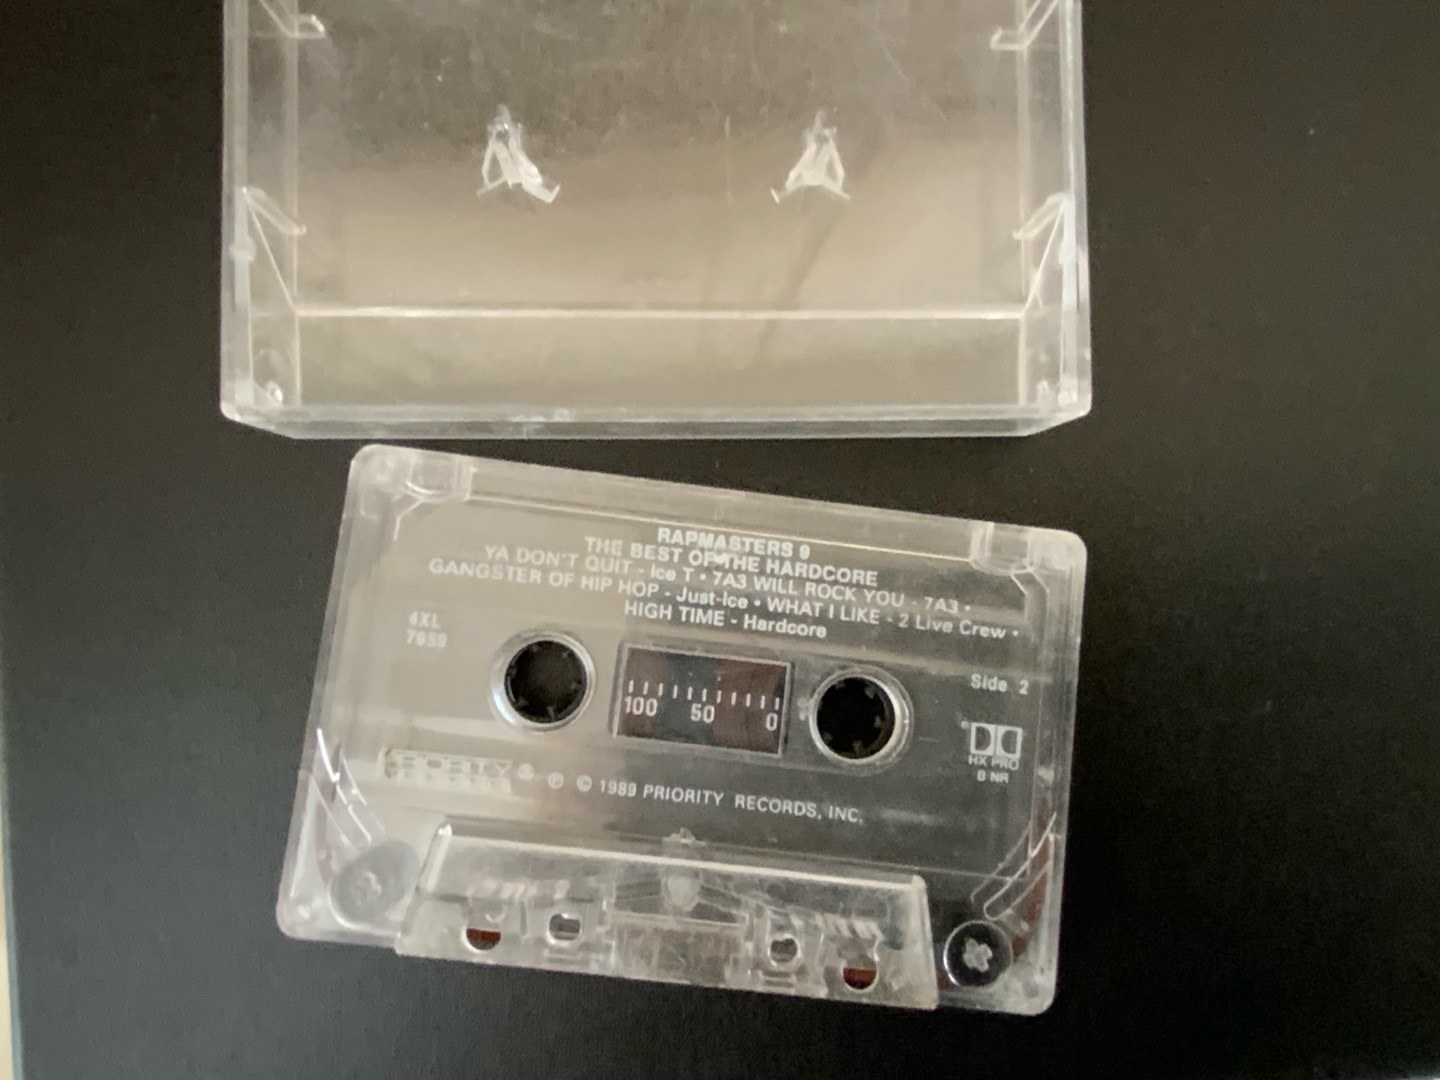 RAPMASTERS 9
THE BEST OF THE HARDCORE
YA DON'T QUIT - Ice T • 7A3 WILL ROCK YOU - 7A3 •
GANGSTER OF HIP HOP - Just-Ice • WHAT I LIKE - 2 Live Crew •
HIGH TIME - Hardcore
4XL
7959
Side 2
100 50 0
HX PRO
B NR
PRIORITY ℗ © 1989 PRIORITY RECORDS, INC.